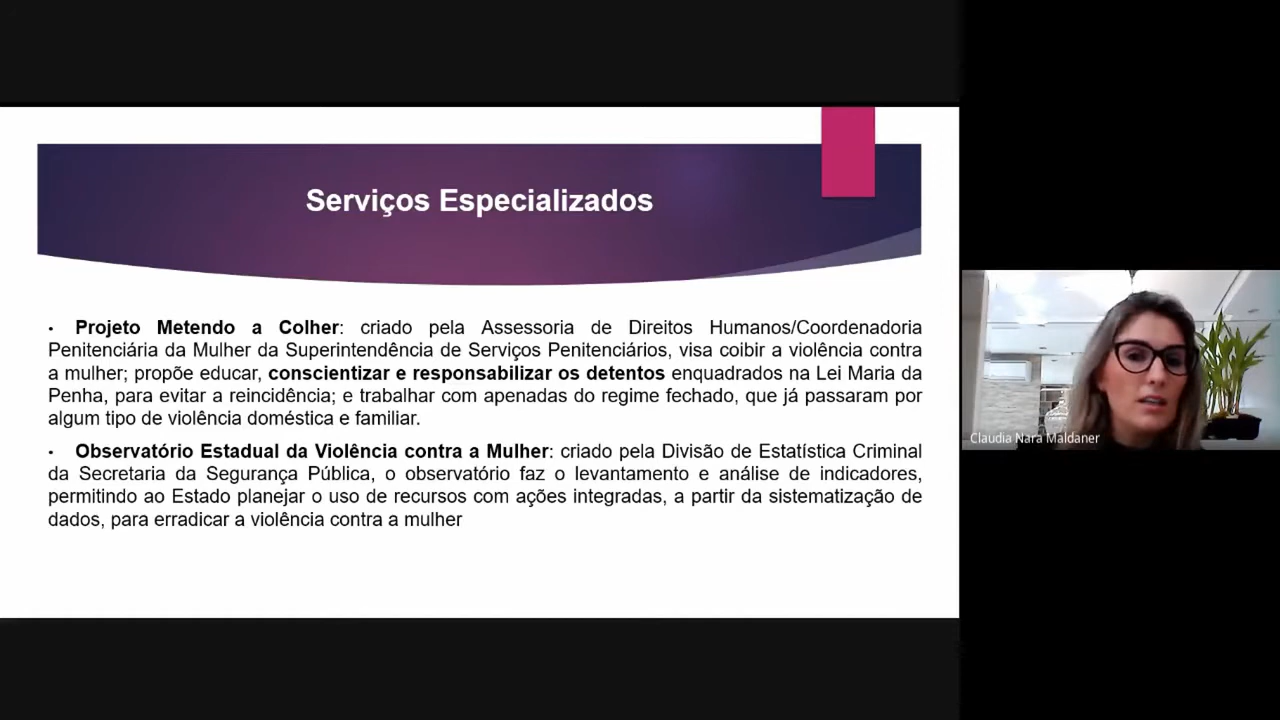 Serviços Especializados
• Projeto Metendo a Colher: criado pela Assessoria de Direitos Humanos/Coordenadoria
Penitenciária da Mulher da Superintendência de Serviços Penitenciários, visa coibir a violência contra
a mulher; propõe educar, conscientizar e responsabilizar os detentos enquadrados na Lei Maria da
Penha, para evitar a reincidência; e trabalhar com apenadas do regime fechado, que já passaram por
algum tipo de violência doméstica e familiar.
• Observatório Estadual da Violência contra a Mulher: criado pela Divisão de Estatística Criminal
da Secretaria da Segurança Pública, o observatório faz o levantamento e análise de indicadores,
permitindo ao Estado planejar o uso de recursos com ações integradas, a partir da sistematização de
dados, para erradicar a violência contra a mulher
Claudia Nara Maldaner